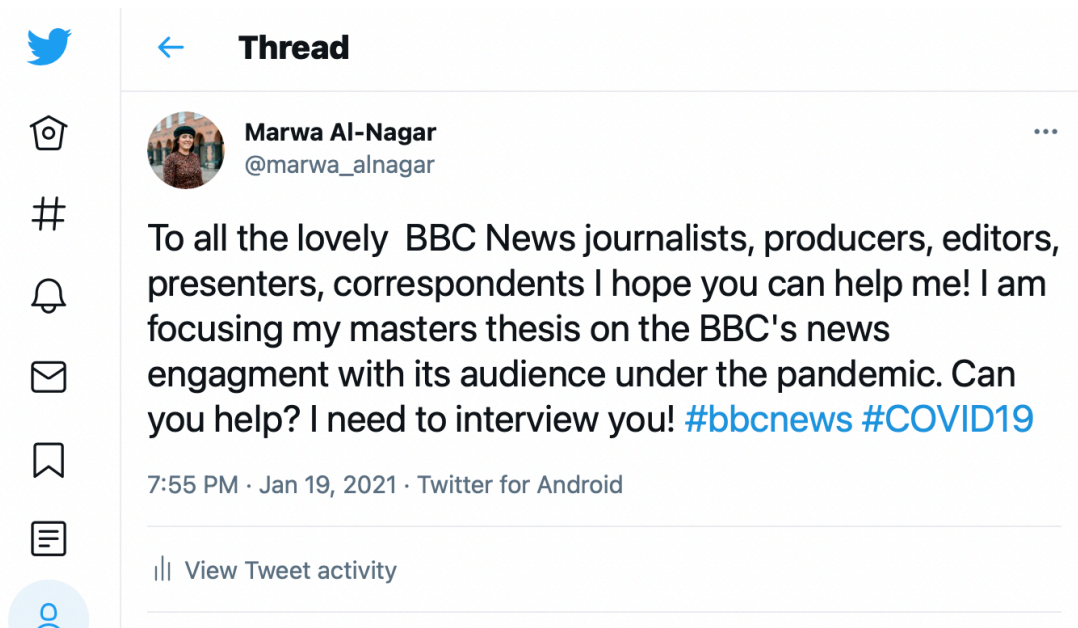 Thread
Marwa Al-Nagar
@marwa_alnagar
To all the lovely  BBC News journalists, producers, editors,
presenters, correspondents I hope you can help me! I am
focusing my masters thesis on the BBC's news
engagment with its audience under the pandemic. Can
you help? I need to interview you! #bbcnews #COVID19
7:55 PM · Jan 19, 2021 · Twitter for Android
View Tweet activity